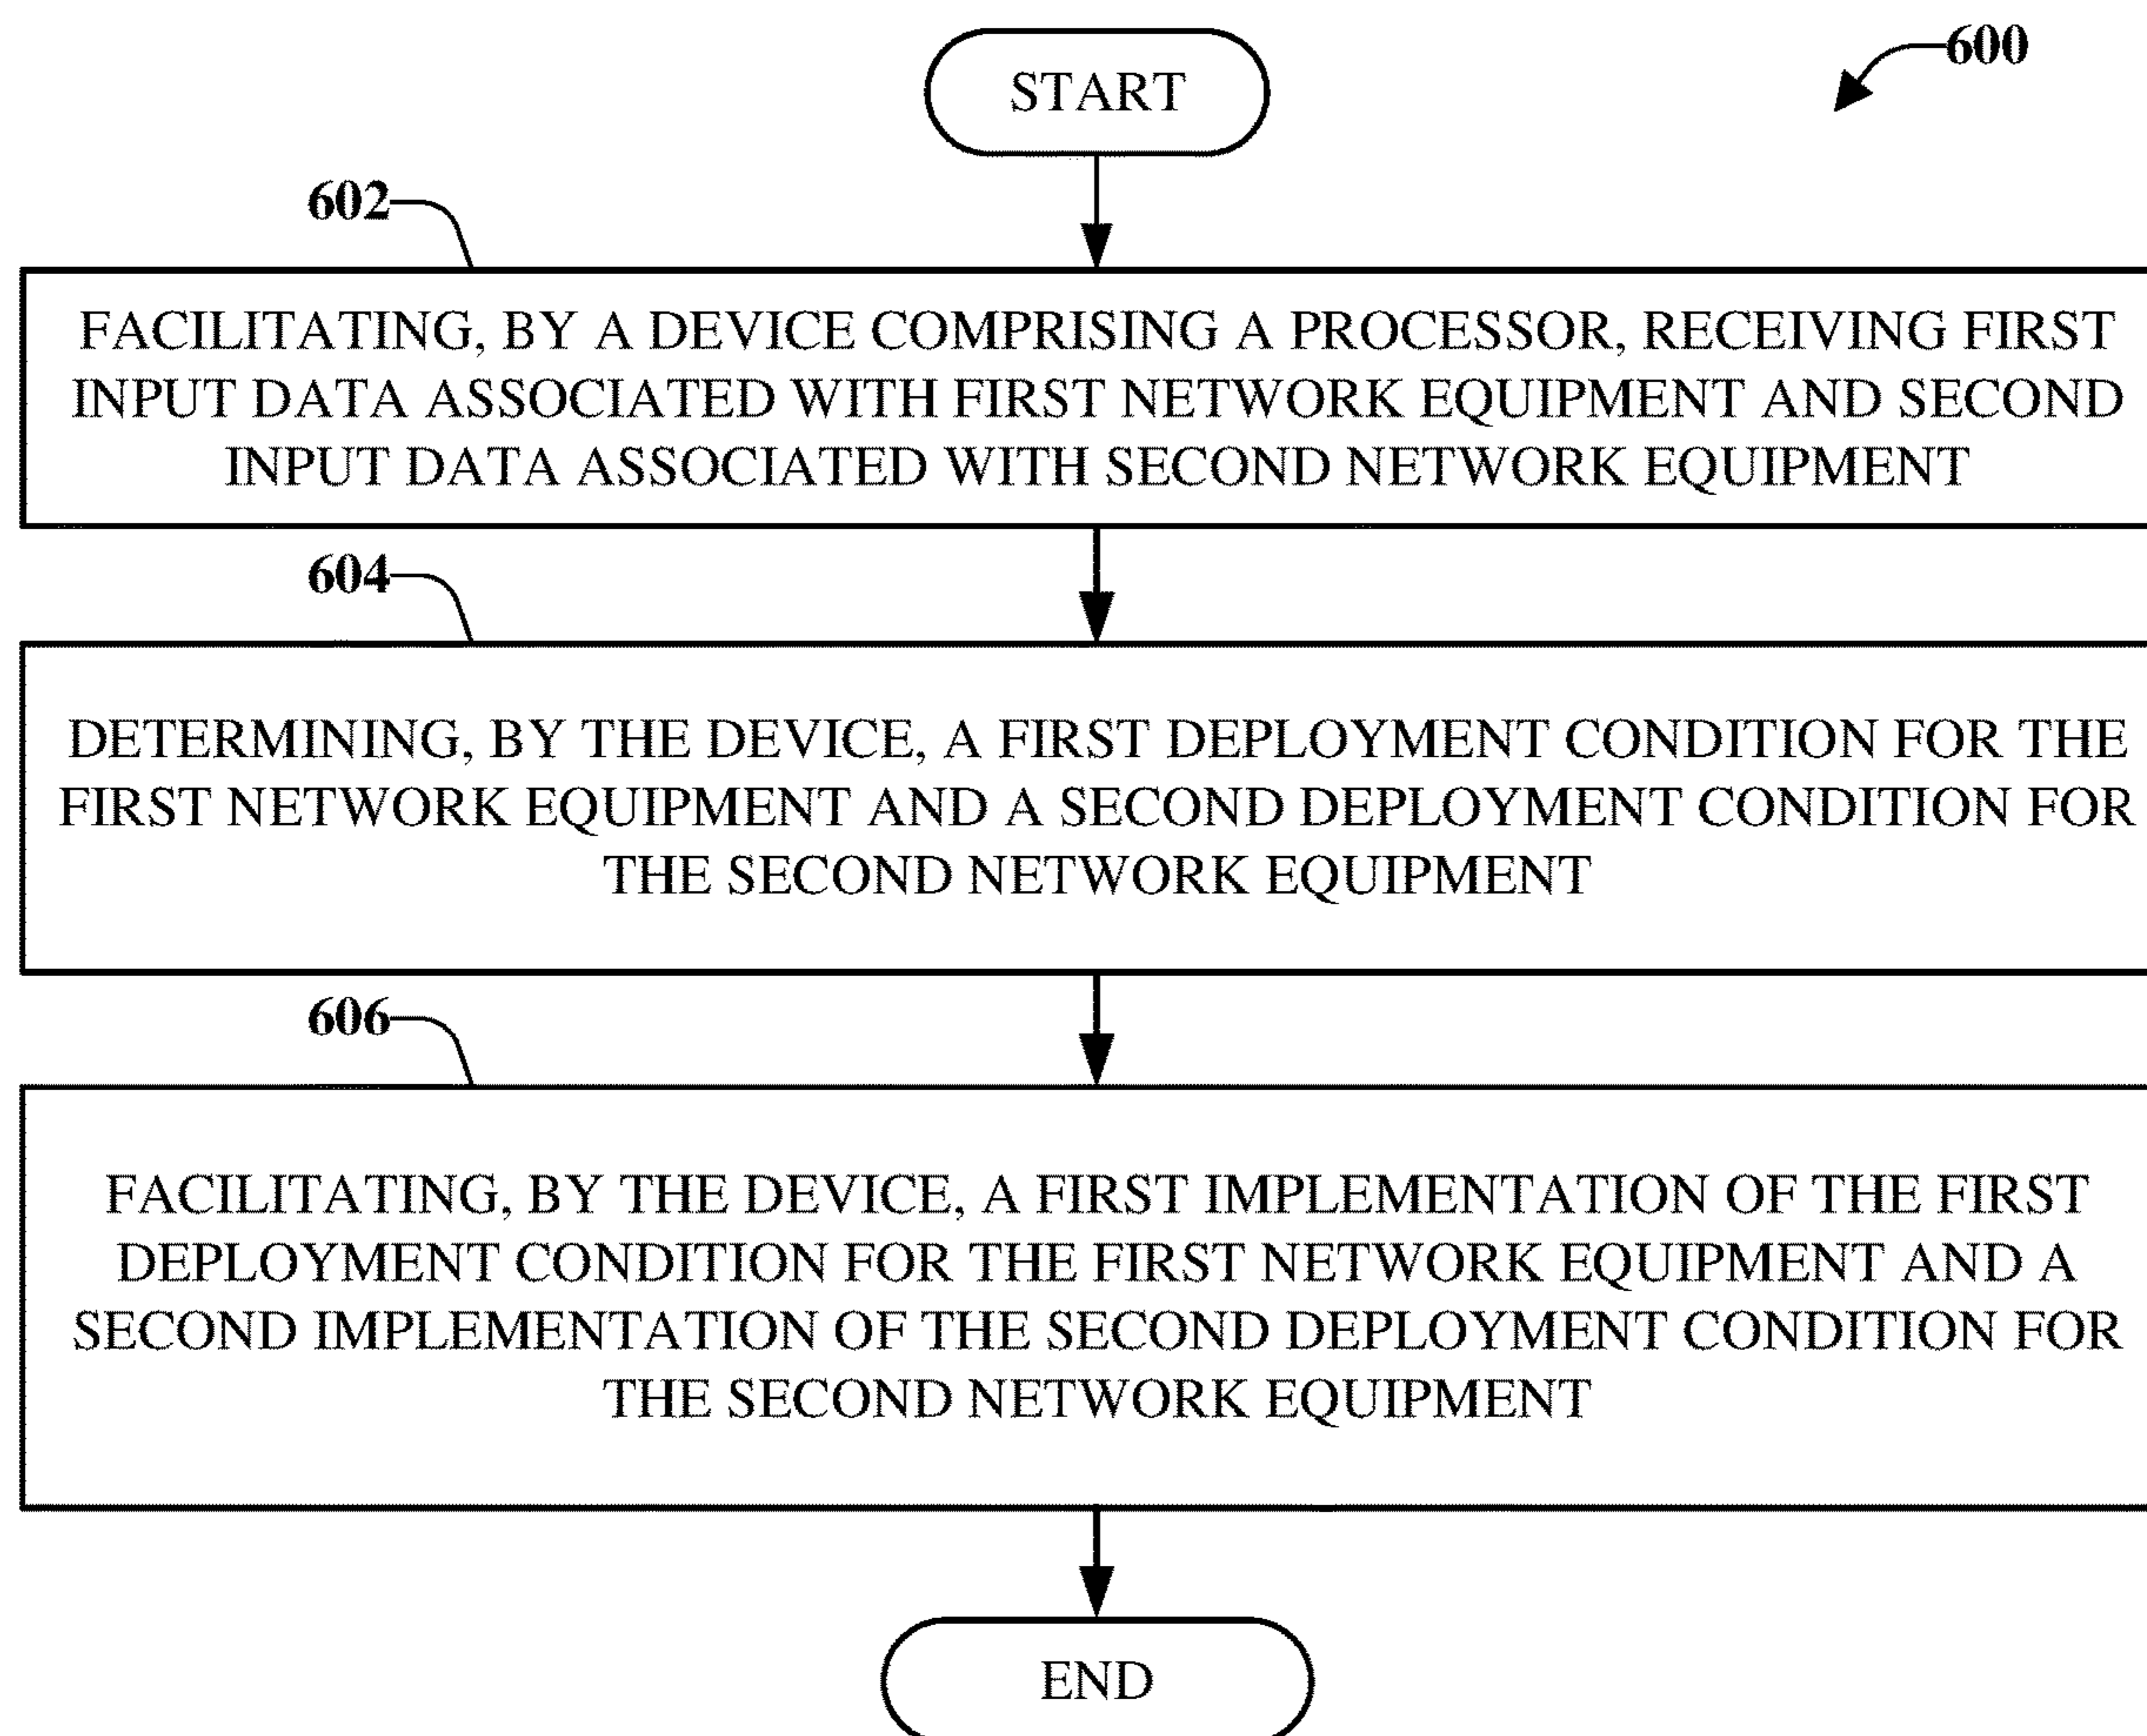 START
600
602
FACILITATING, BY A DEVICE COMPRISING A PROCESSOR, RECEIVING FIRST
INPUT DATA ASSOCIATED WITH FIRST NETWORK EQUIPMENT AND SECOND
INPUT DATA ASSOCIATED WITH SECOND NETWORK EQUIPMENT
604
DETERMINING, BY THE DEVICE, A FIRST DEPLOYMENT CONDITION FOR THE
FIRST NETWORK EQUIPMENT AND A SECOND DEPLOYMENT CONDITION FOR
THE SECOND NETWORK EQUIPMENT
606
FACILITATING, BY THE DEVICE, A FIRST IMPLEMENTATION OF THE FIRST
DEPLOYMENT CONDITION FOR THE FIRST NETWORK EQUIPMENT AND A
SECOND IMPLEMENTATION OF THE SECOND DEPLOYMENT CONDITION FOR
THE SECOND NETWORK EQUIPMENT
END